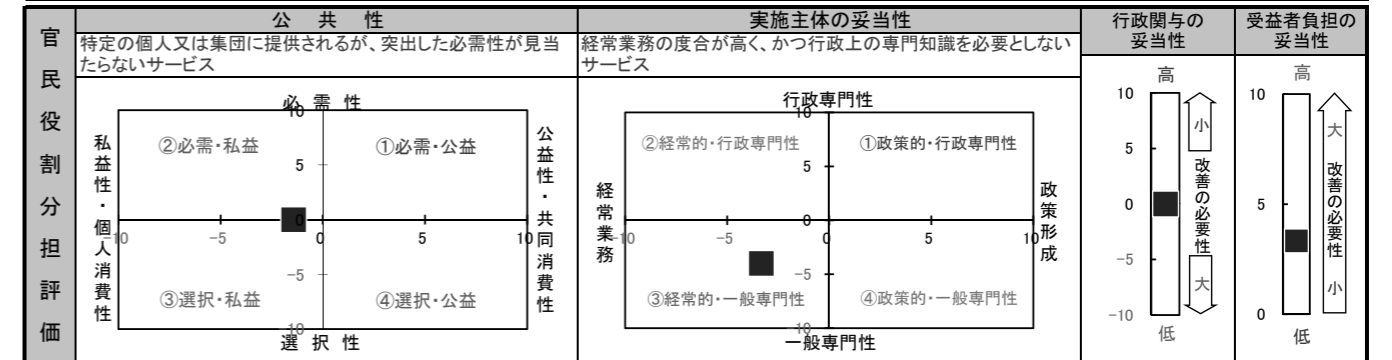 官民役割分担評価
公共性
特定の個人又は集団に提供されるが、突出した必需性が見当
たらないサービス
必需性
私益性・個人消費性
公益性・共同消費性
②必需・私益
①必需・公益
③選択・私益
④選択・公益
10
5
0
-5
-10
-10
-5
0
5
10
選択性
実施主体の妥当性
経常業務の度合が高く、かつ行政上の専門知識を必要としない
サービス
行政専門性
経常業務
政策形成
②経常的・行政専門性
①政策的・行政専門性
③経常的・一般専門性
④政策的・一般専門性
10
5
0
-5
-10
-10
-5
0
5
10
一般専門性
行政関与の
妥当性
高
10
5
0
-5
-10
低
小
改善の必要性
大
受益者負担の
妥当性
高
10
5
0
低
大
改善の必要性
小